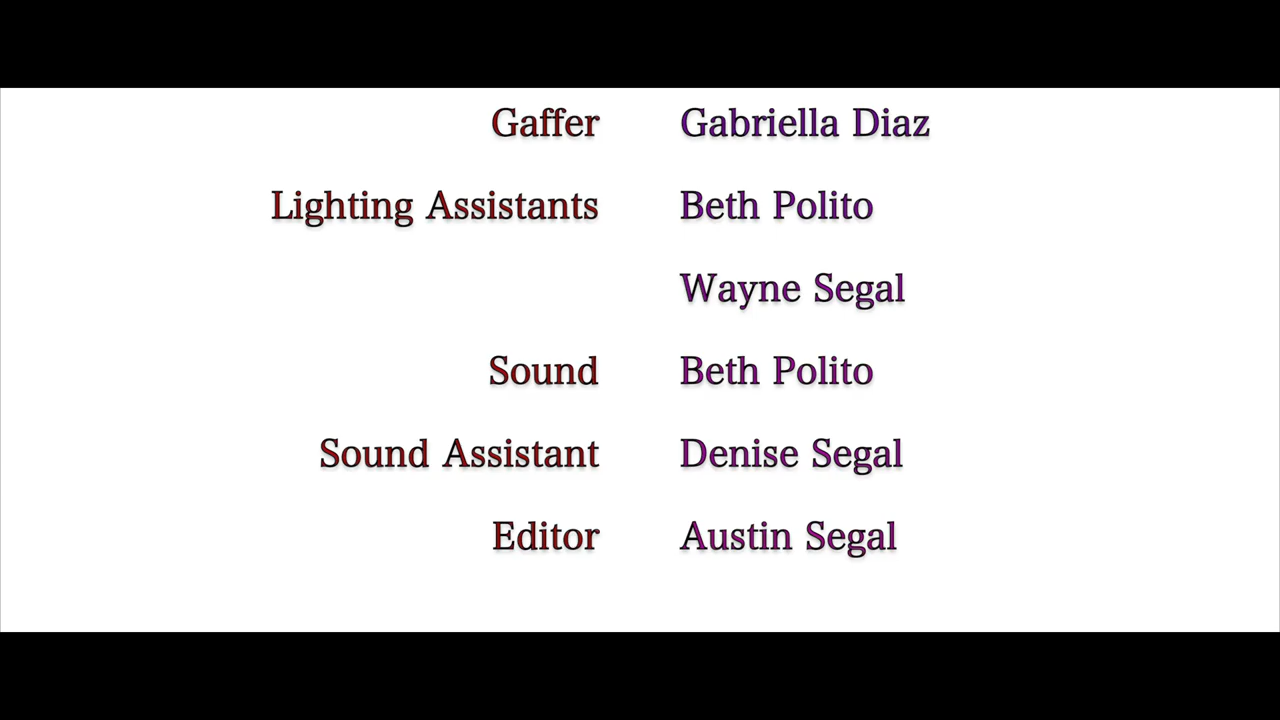 Gaffer Gabriella Diaz
Lighting Assistants Beth Polito
Wayne Segal
Sound Beth Polito
Sound Assistant Denise Segal
Editor Austin Segal